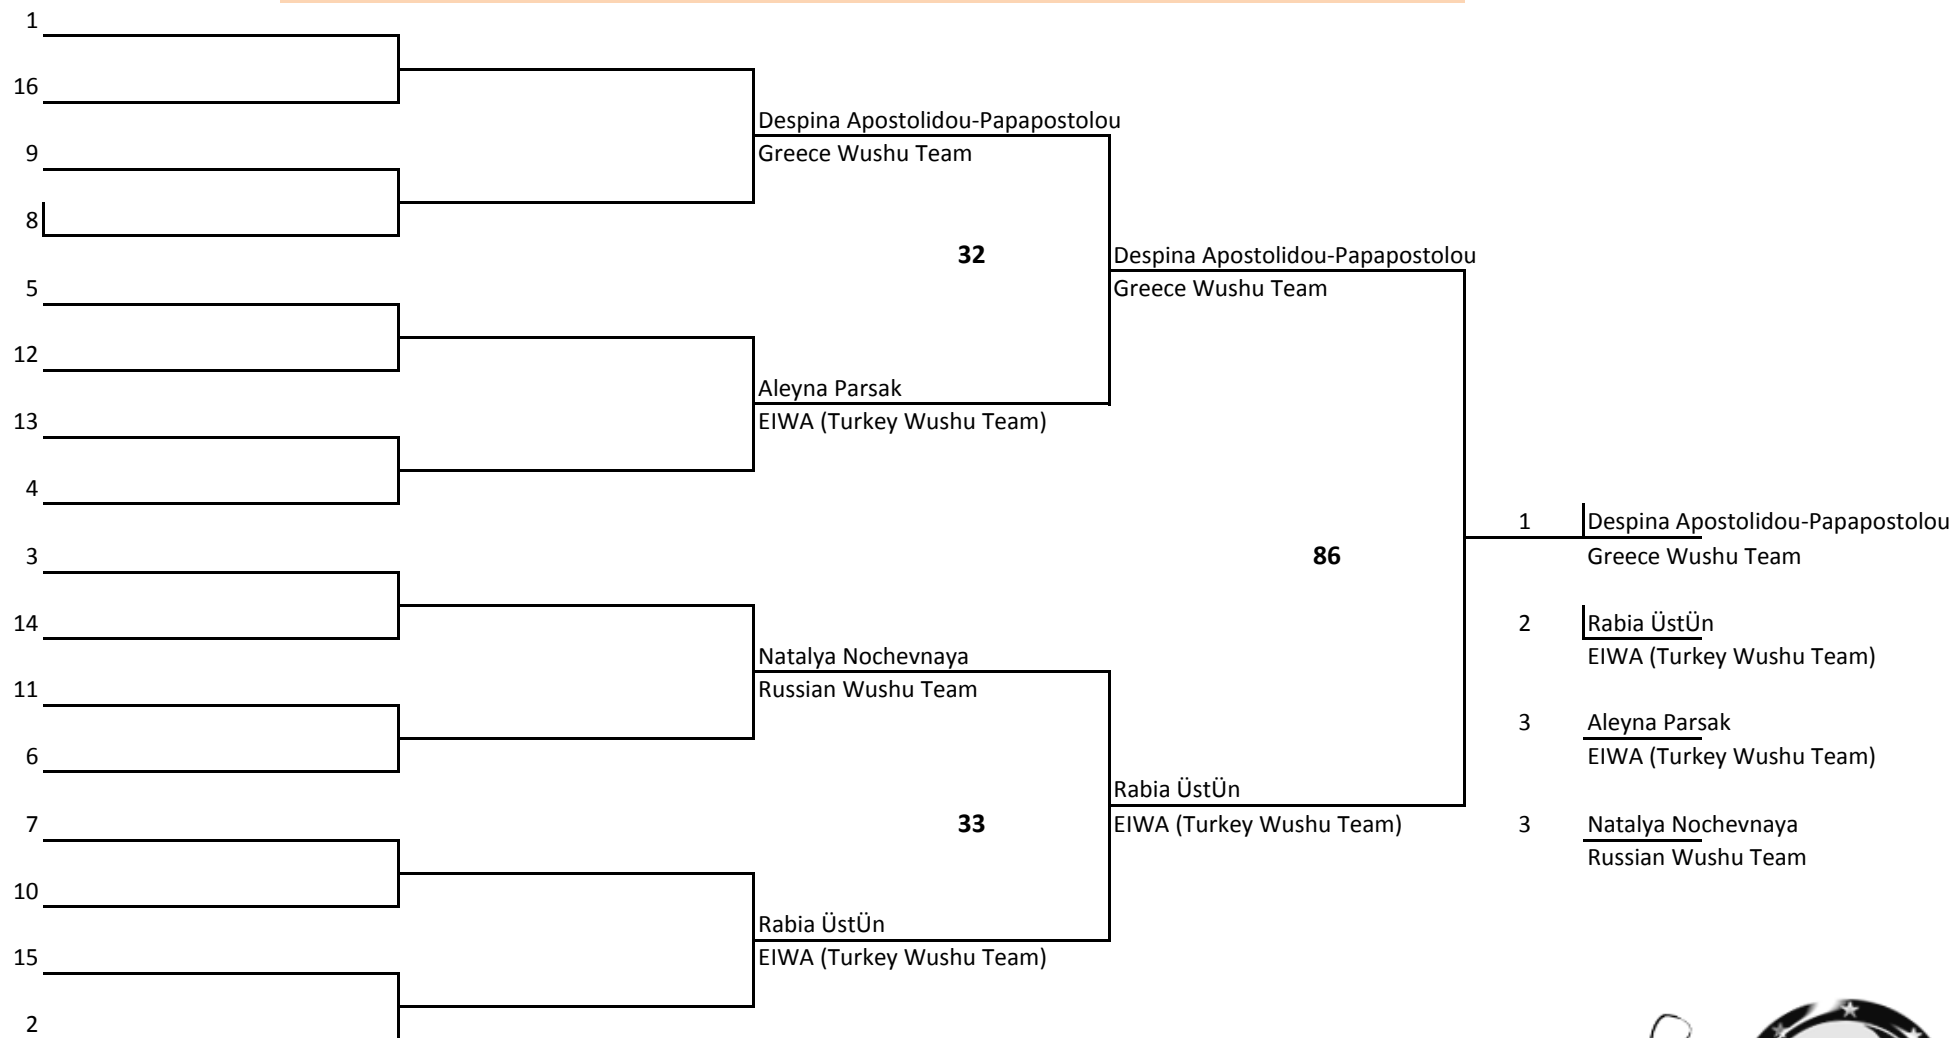 1
16
Despina Apostolidou-Papapostolou
9
Greece Wushu Team
8
32
Despina Apostolidou-Papapostolou
5
Greece Wushu Team
12
Aleyna Parsak
13
EIWA (Turkey Wushu Team)
4
1
Despina Apostolidou-Papapostolou
3
86
Greece Wushu Team
14
2
Rabia ÜstÜn
Natalya Nochevnaya
EIWA (Turkey Wushu Team)
11
Russian Wushu Team
3
Aleyna Parsak
6
EIWA (Turkey Wushu Team)
Rabia ÜstÜn
7
33
EIWA (Turkey Wushu Team)
3
Natalya Nochevnaya
Russian Wushu Team
10
Rabia ÜstÜn
15
EIWA (Turkey Wushu Team)
2